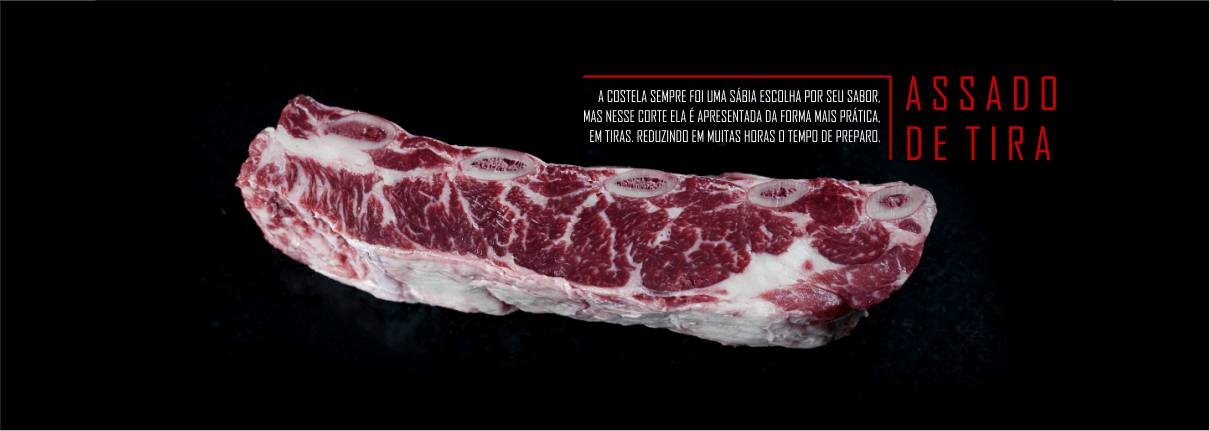 A COSTELA SEMPRE FOI UMA SÁBIA ESCOLHA POR SEU SABOR,
MAS NESSE CORTE ELA É APRESENTADA DA FORMA MAIS PRÁTICA,
EM TIRAS. REDUZINDO EM MUITAS HORAS O TEMPO DE PREPARO.
ASSADO
DE TIRA